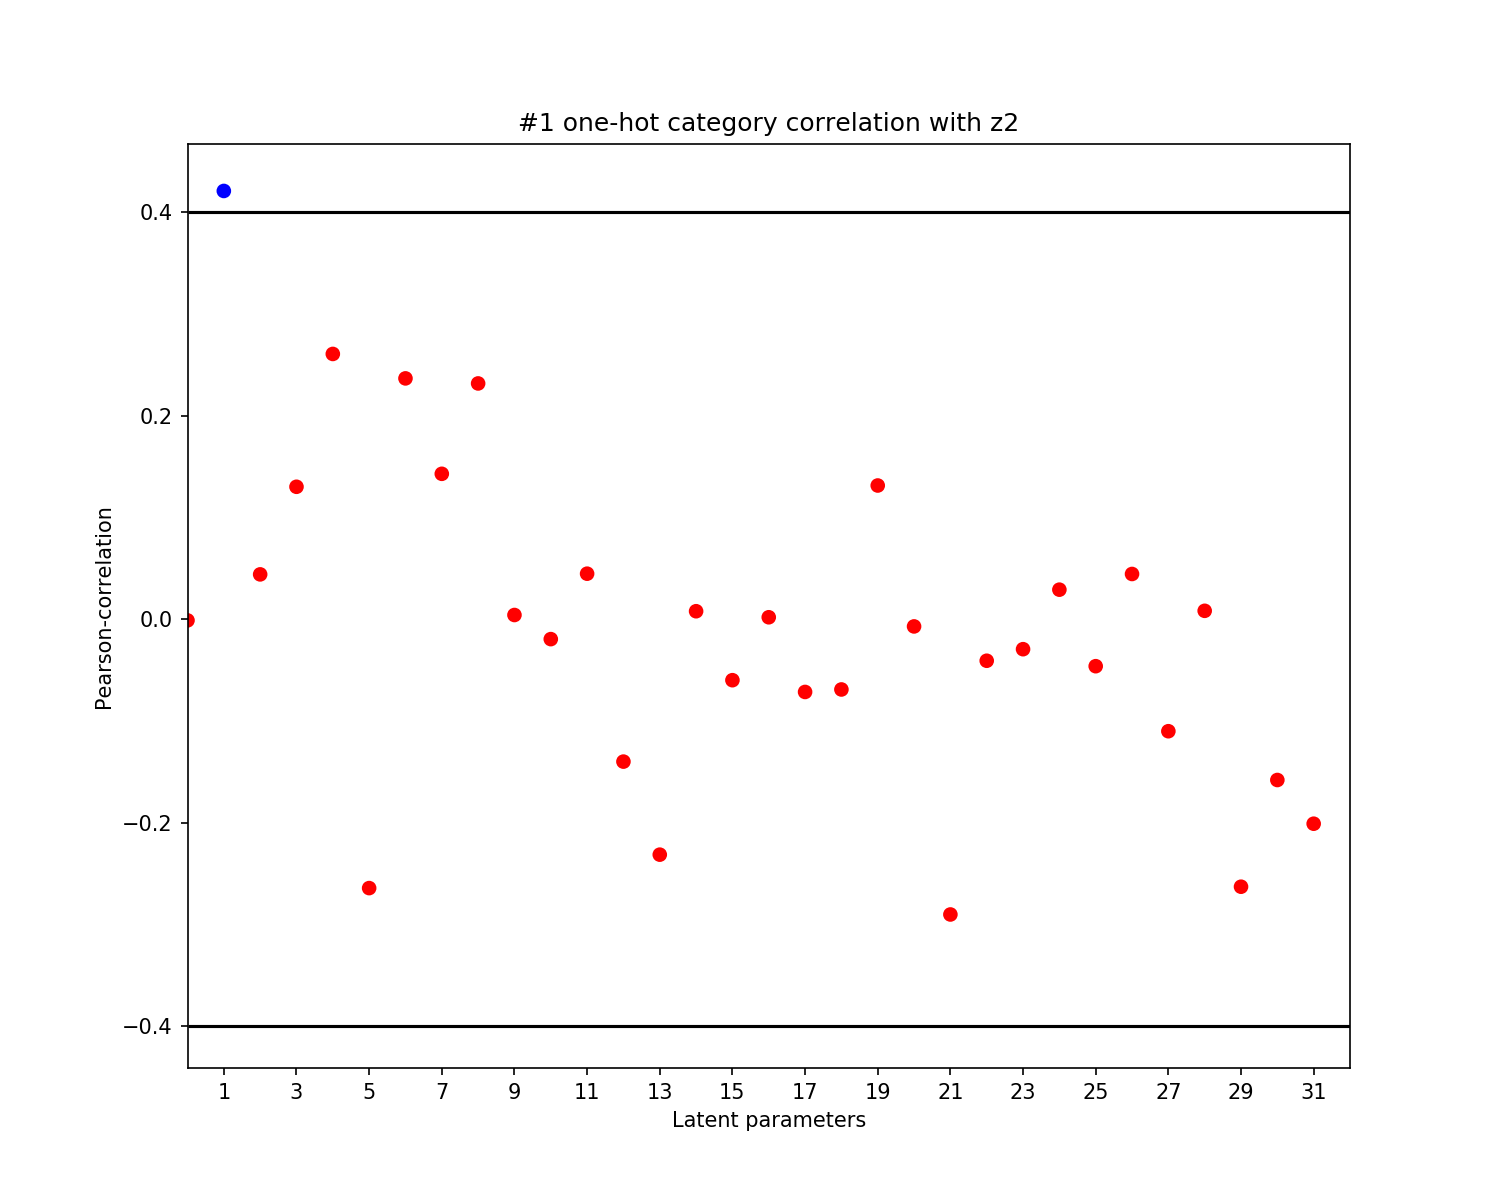 #1 one-hot category correlation with z2
0.4
0.2
0.0
−0.2
−0.4
Pearson-correlation
1 3 5 7 9 11 13 15 17 19 21 23 25 27 29 31
Latent parameters